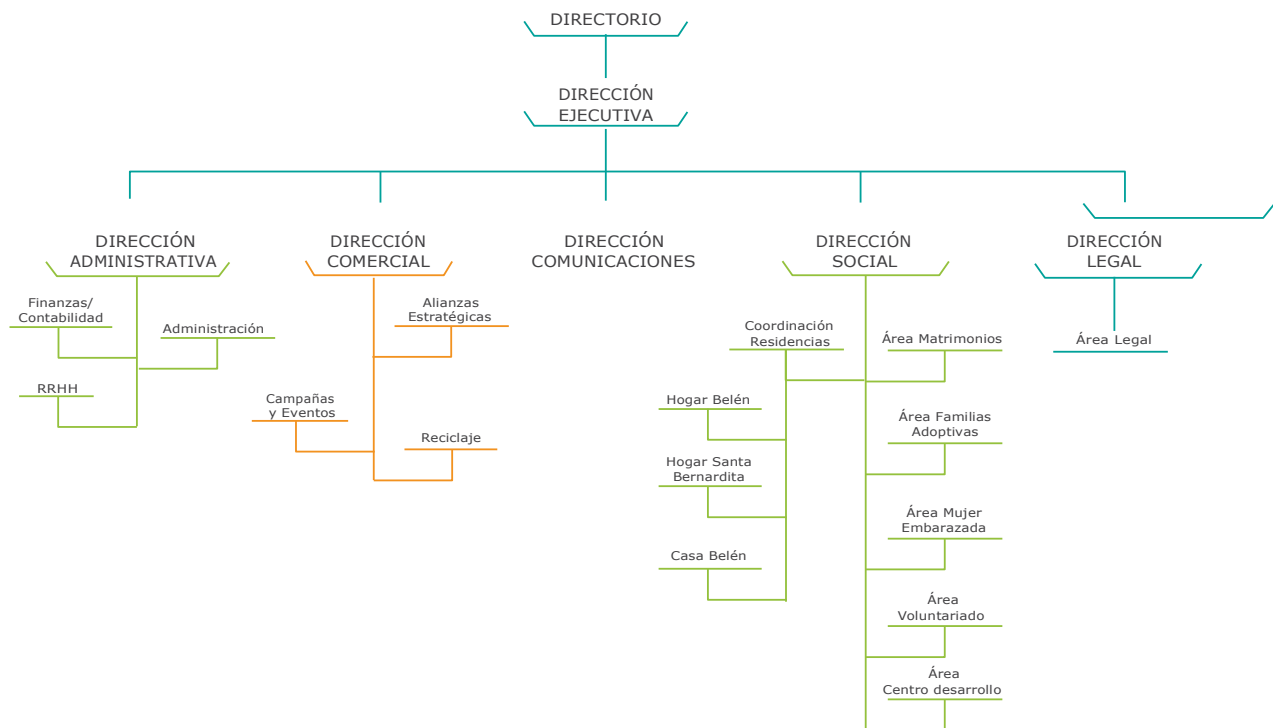 DIRECTORIO
DIRECCIÓN
EJECUTIVA
DIRECCIÓN
ADMINISTRATIVA
Finanzas/
Contabilidad
Administración
RRHH
DIRECCIÓN
COMERCIAL
Alianzas
Estratégicas
Campañas
y Eventos
Reciclaje
DIRECCIÓN
COMUNICACIONES
DIRECCIÓN
SOCIAL
Coordinación
Residencias
Hogar Belén
Hogar Santa
Bernardita
Casa Belén
Área Matrimonios
Área Familias
Adoptivas
Área Mujer
Embarazada
Área
Voluntariado
Área
Centro desarrollo
DIRECCIÓN
LEGAL
Área Legal